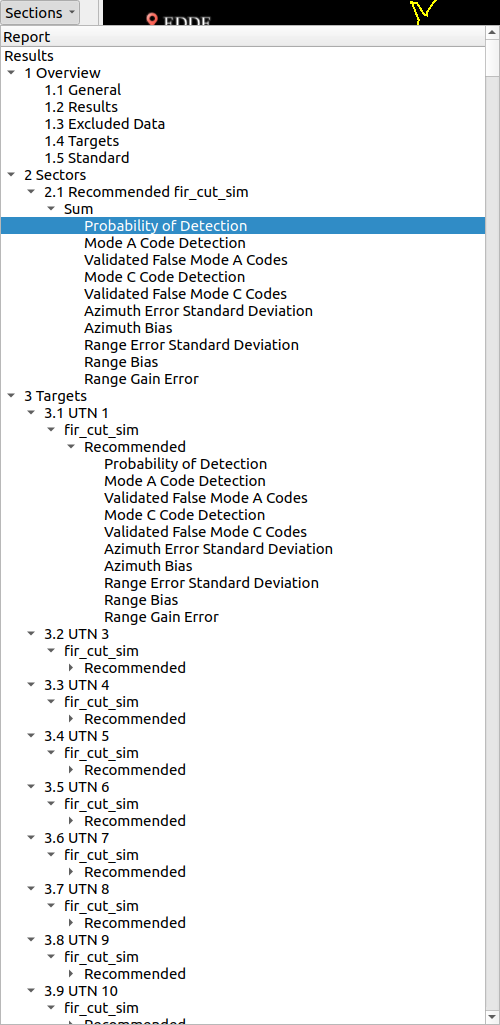 Sections
EDDF
Report
Results
1 Overview
1.1 General
1.2 Results
1.3 Excluded Data
1.4 Targets
1.5 Standard
2 Sectors
2.1 Recommended fir_cut_sim
Sum
Probability of Detection
Mode A Code Detection
Validated False Mode A Codes
Mode C Code Detection
Validated False Mode C Codes
Azimuth Error Standard Deviation
Azimuth Bias
Range Error Standard Deviation
Range Bias
Range Gain Error
3 Targets
3.1 UTN 1
fir_cut_sim
Recommended
Probability of Detection
Mode A Code Detection
Validated False Mode A Codes
Mode C Code Detection
Validated False Mode C Codes
Azimuth Error Standard Deviation
Azimuth Bias
Range Error Standard Deviation
Range Bias
Range Gain Error
3.2 UTN 3
fir_cut_sim
Recommended
3.3 UTN 4
fir_cut_sim
Recommended
3.4 UTN 5
fir_cut_sim
Recommended
3.5 UTN 6
fir_cut_sim
Recommended
3.6 UTN 7
fir_cut_sim
Recommended
3.7 UTN 8
fir_cut_sim
Recommended
3.8 UTN 9
fir_cut_sim
Recommended
3.9 UTN 10
fir_cut_sim
Recommended